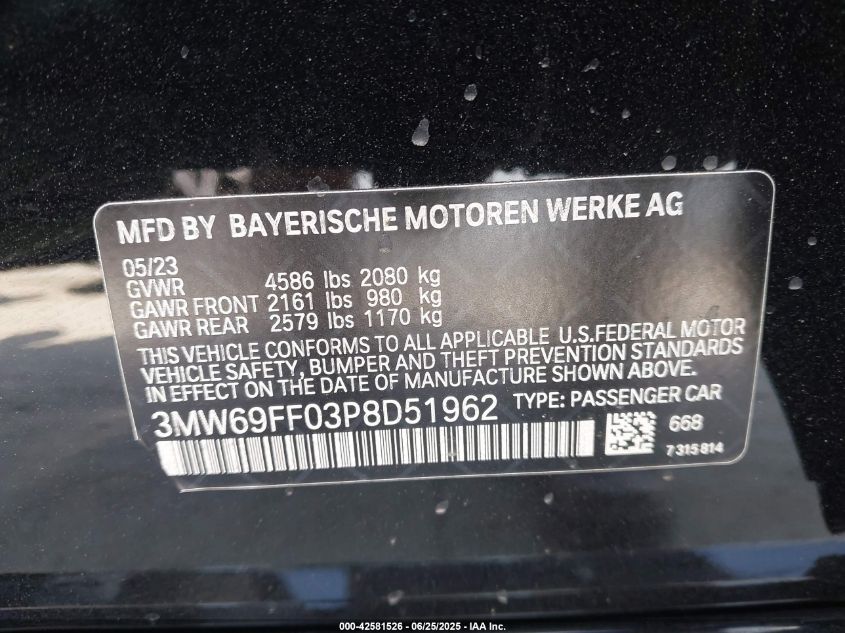 MFD BY BAYERISCHE MOTOREN WERKE AG
05/23
GVWR 4586 lbs 2080 kg
GAWR FRONT 2161 lbs 980 kg
GAWR REAR 2579 lbs 1170 kg
THIS VEHICLE CONFORMS TO ALL APPLICABLE U.S.FEDERAL MOTOR
VEHICLE SAFETY, BUMPER AND THEFT PREVENTION STANDARDS
IN EFFECT ON THE DATE OF MANUFACTURE SHOWN ABOVE.
3MW69FF03P8D51962 TYPE: PASSENGER CAR
668
7315814
000-42581526 - 06/25/2025 - IAA Inc.